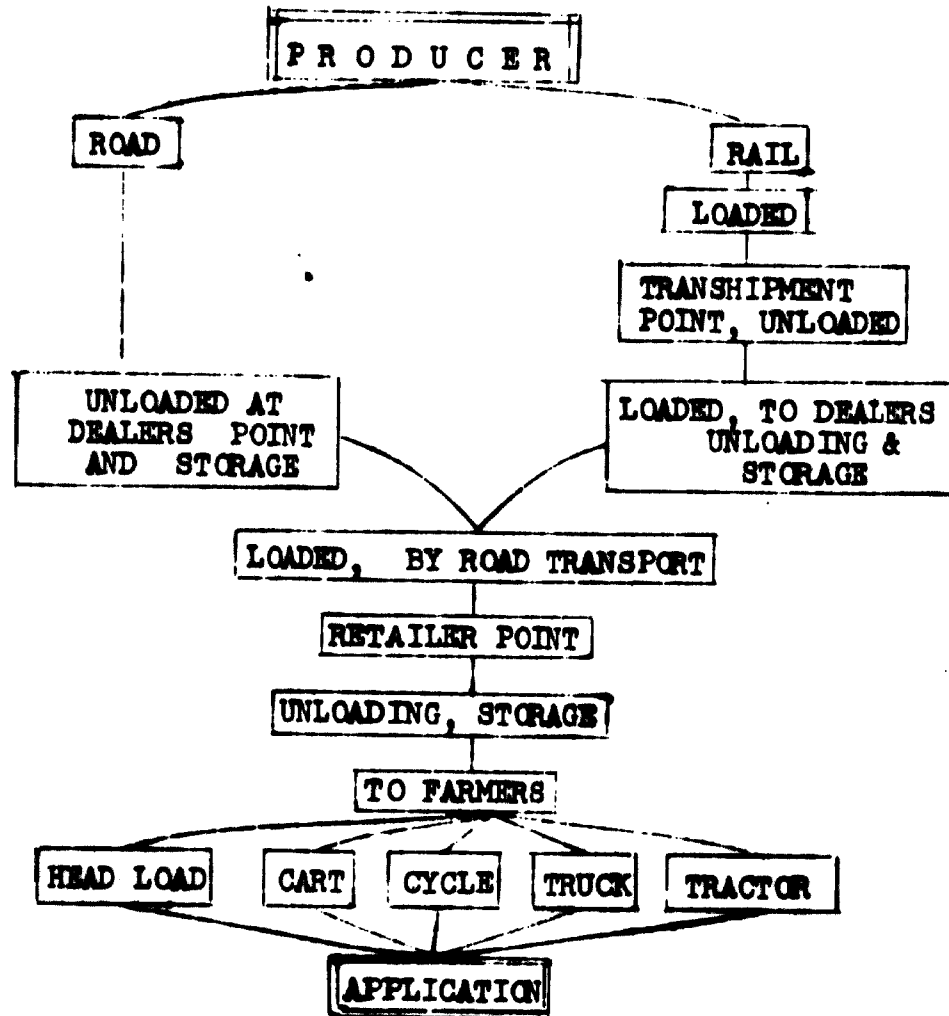 PRODUCER
ROAD
RAIL
LOADED
TRANSHIPMENT
POINT, UNLOADED
UNLOADED AT
DEALERS POINT
AND STORAGE
LOADED, TO DEALERS
UNLOADING &
STORAGE
LOADED, BY ROAD TRANSPORT
RETAILER POINT
UNLOADING, STORAGE
TO FARMERS
HEAD LOAD
CART
CYCLE
TRUCK
TRACTOR
APPLICATION